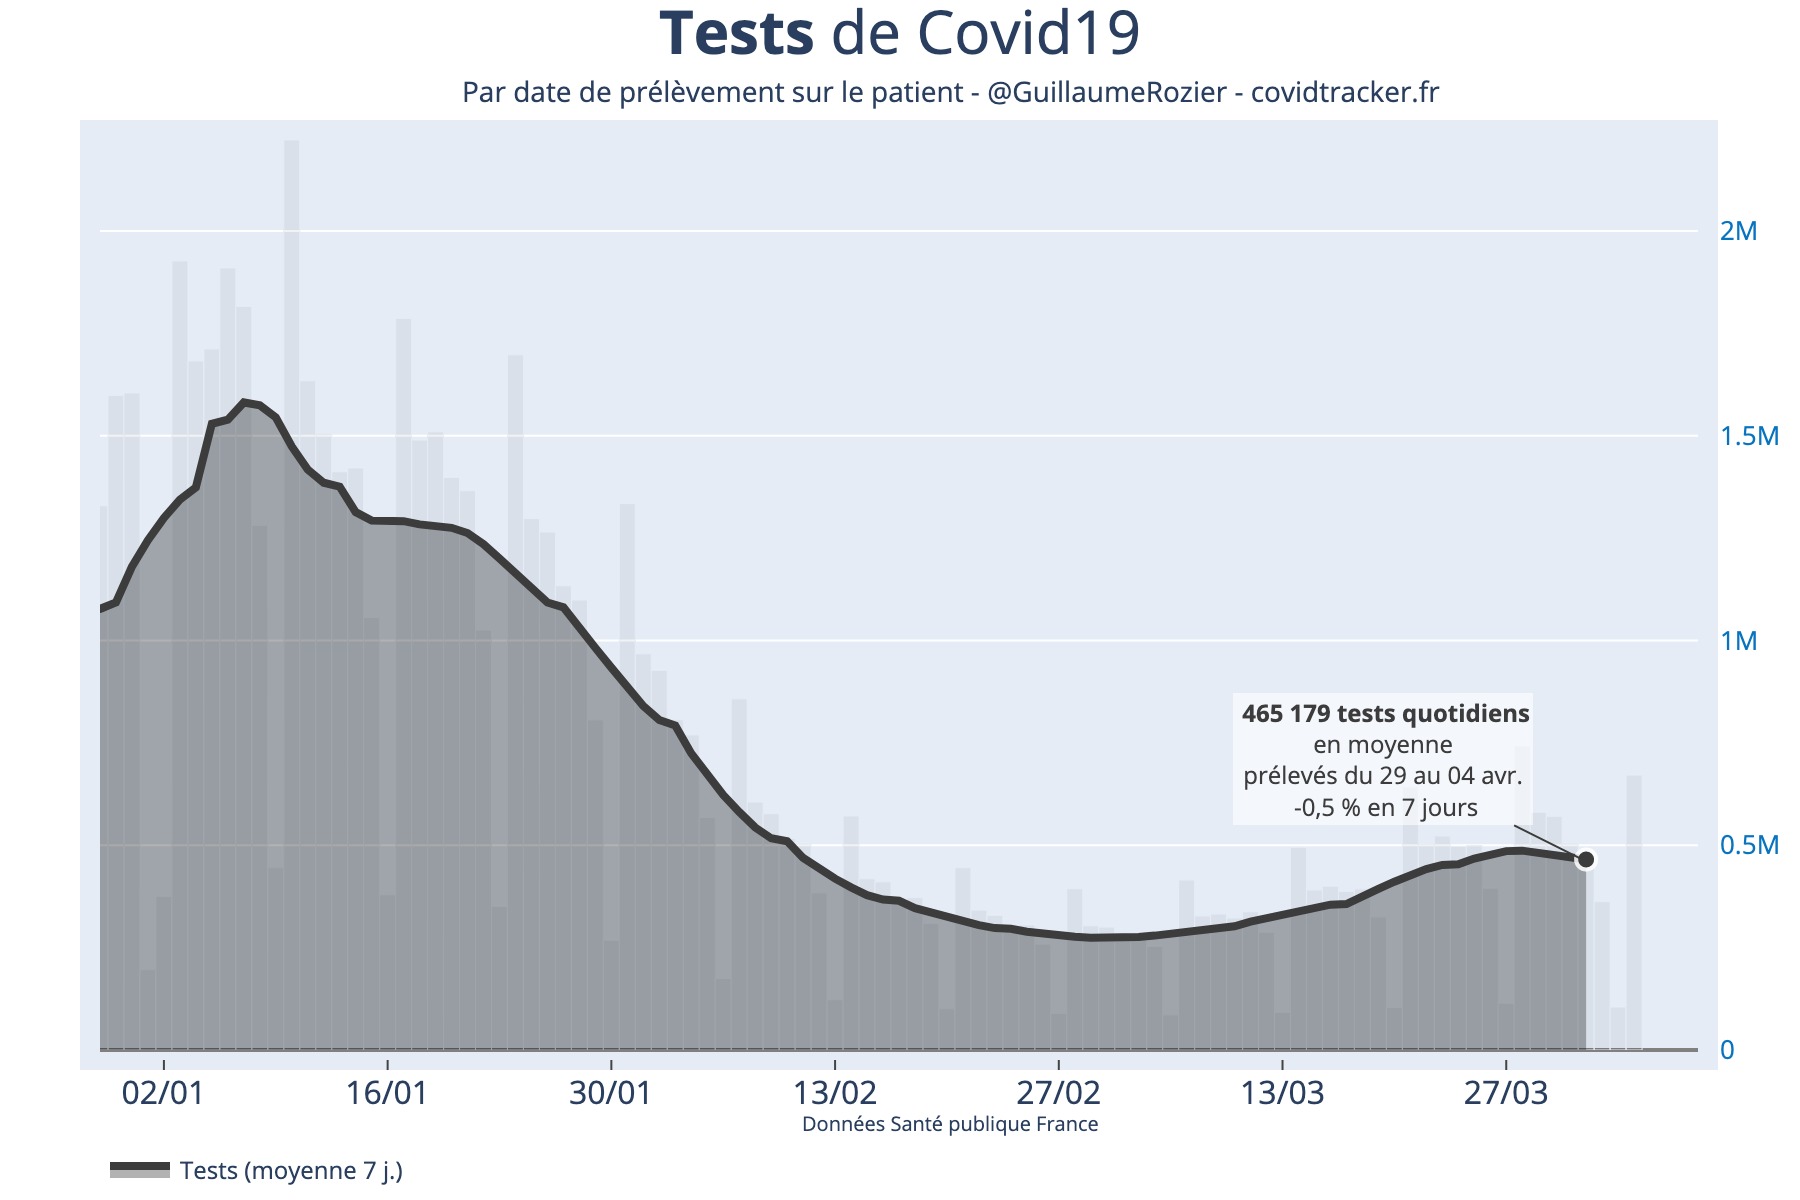 Tests de Covid19
Par date de prélèvement sur le patient - @GuillaumeRozier - covidtracker.fr
2M
1.5M
1M
465 179 tests quotidiens
en moyenne
prélevés du 29 au 04 avr.
-0,5 % en 7 jours
0.5M
0
02/01 16/01 30/01 13/02 27/02 13/03 27/03
Données Santé publique France
Tests (moyenne 7 j.)